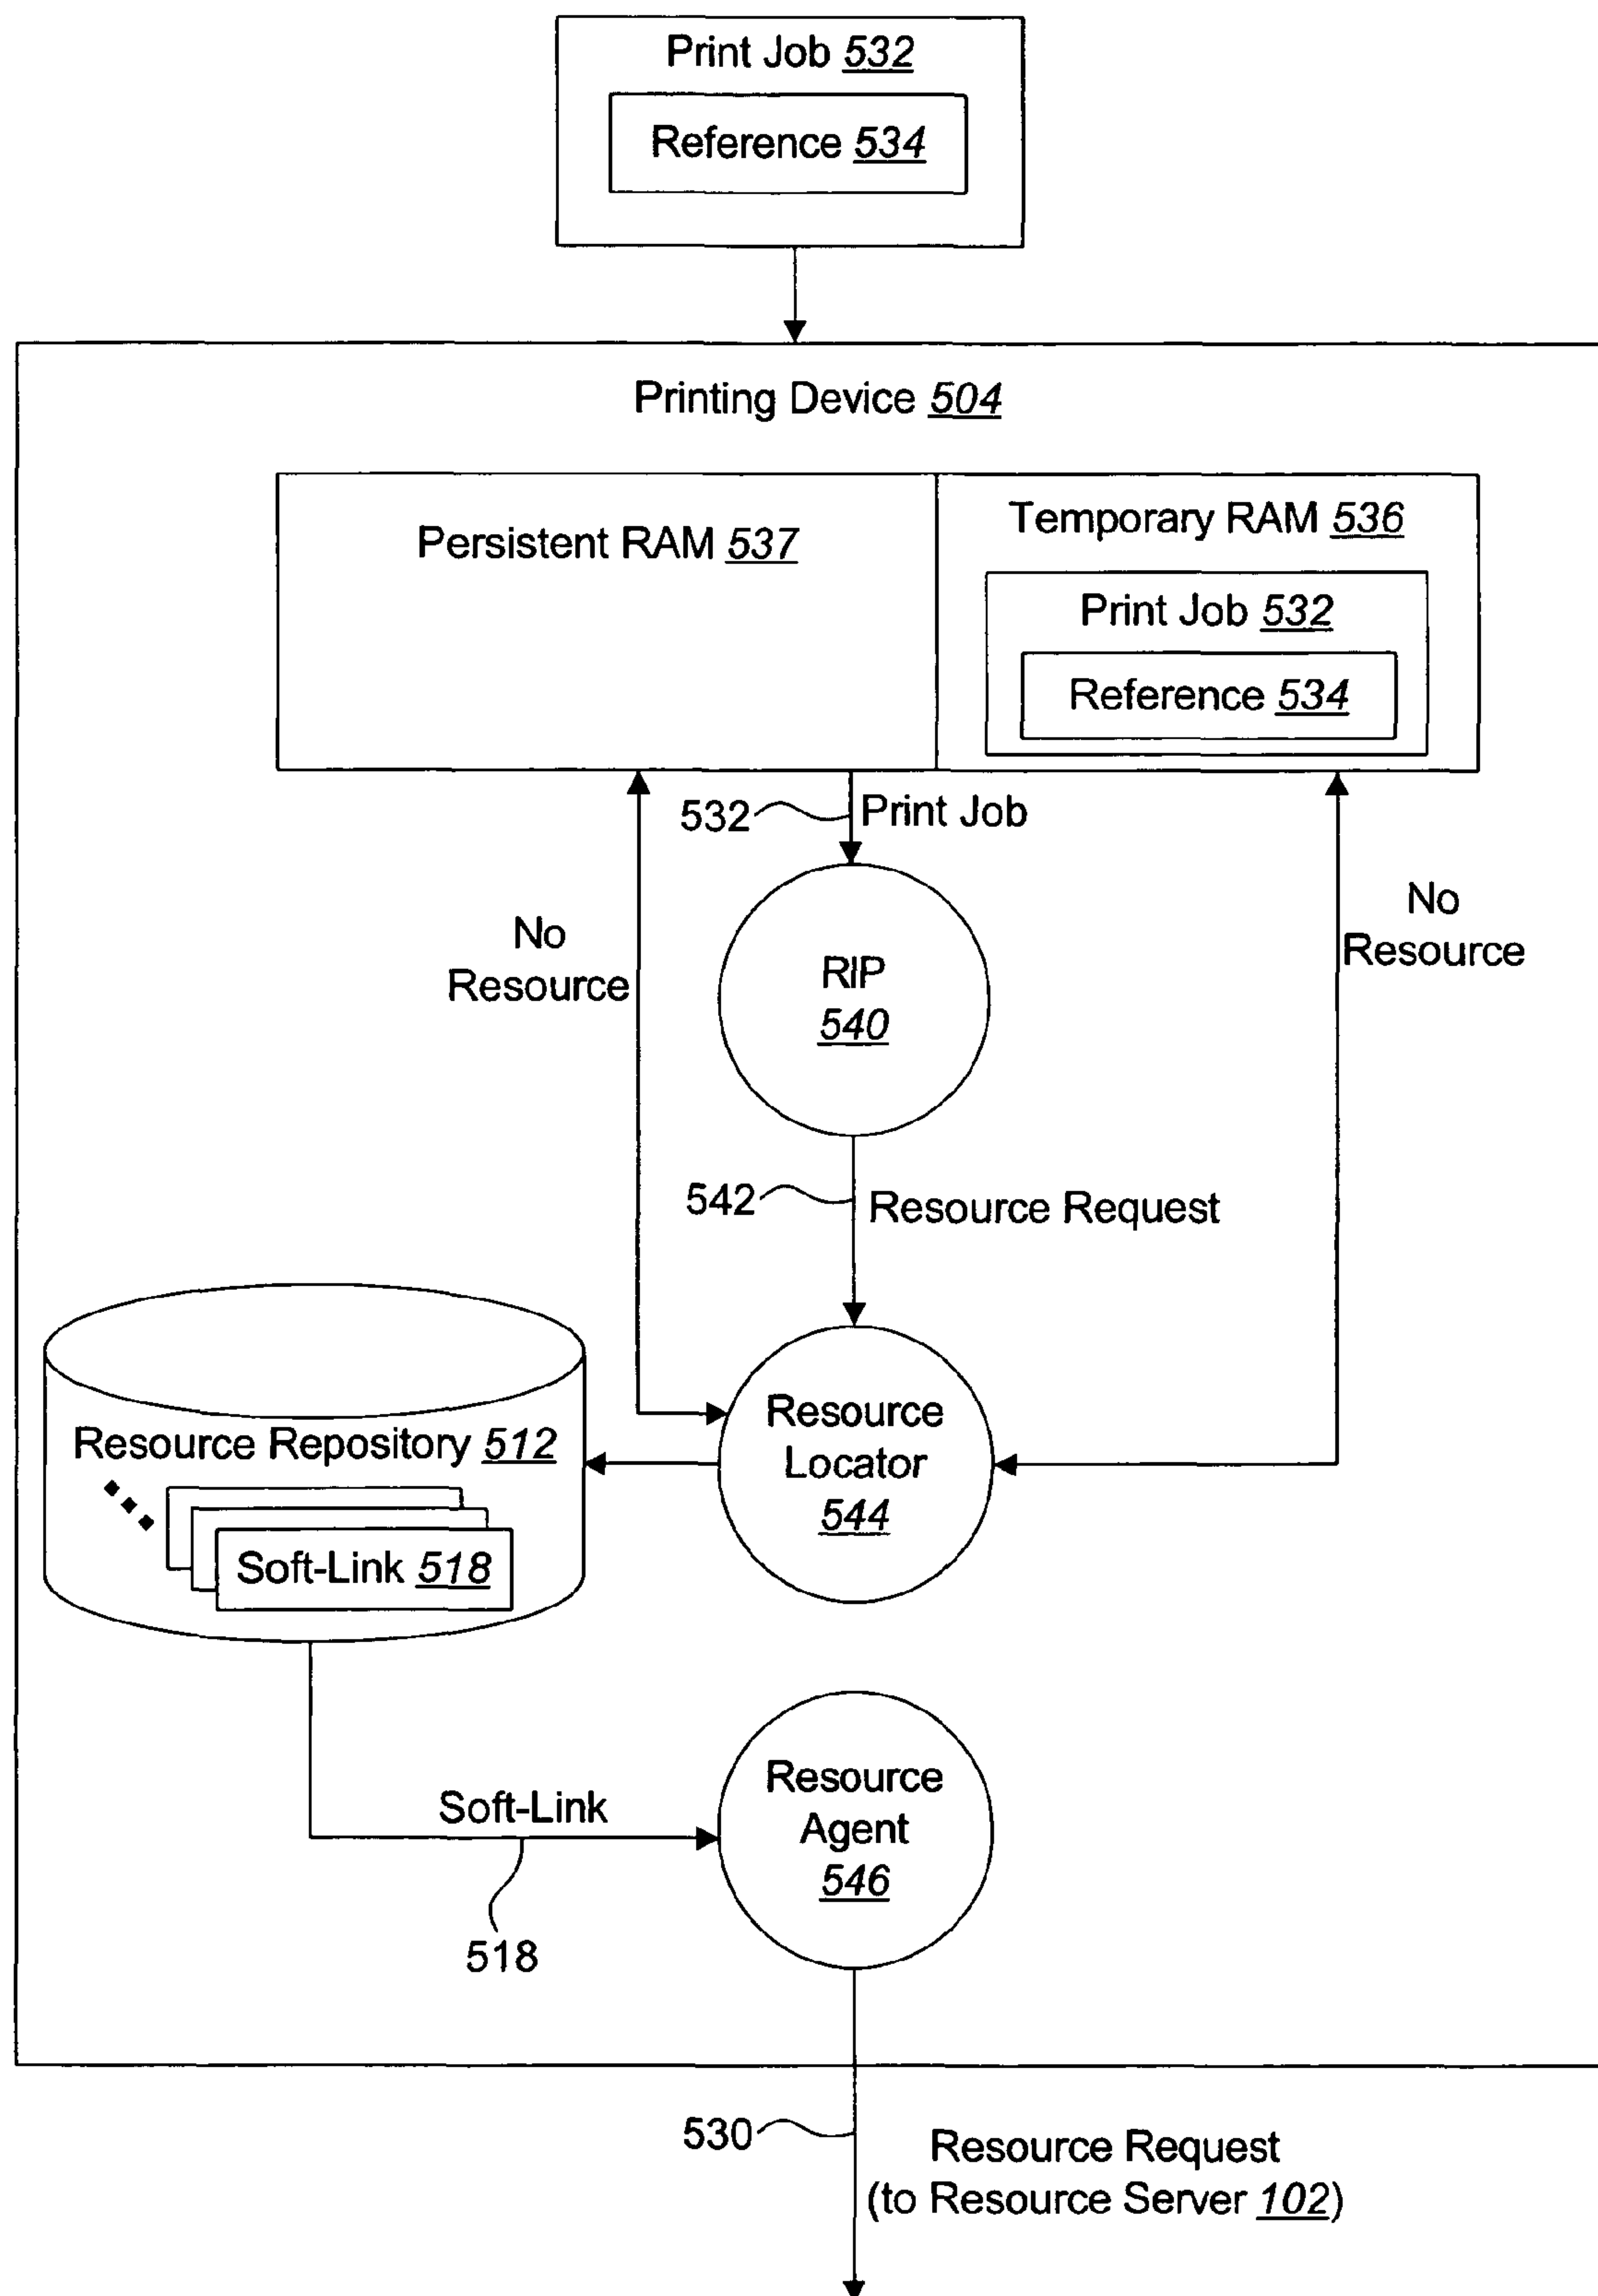 Print Job 532
Reference 534
Printing Device 504
Persistent RAM 537
Temporary RAM 536
Print Job 532
Reference 534
532
Print Job
No
Resource
No
Resource
RIP
540
542
Resource Request
Resource Repository 512
Soft-Link 518
Resource
Locator
544
Soft-Link
518
Resource
Agent
546
530
Resource Request
(to Resource Server 102)